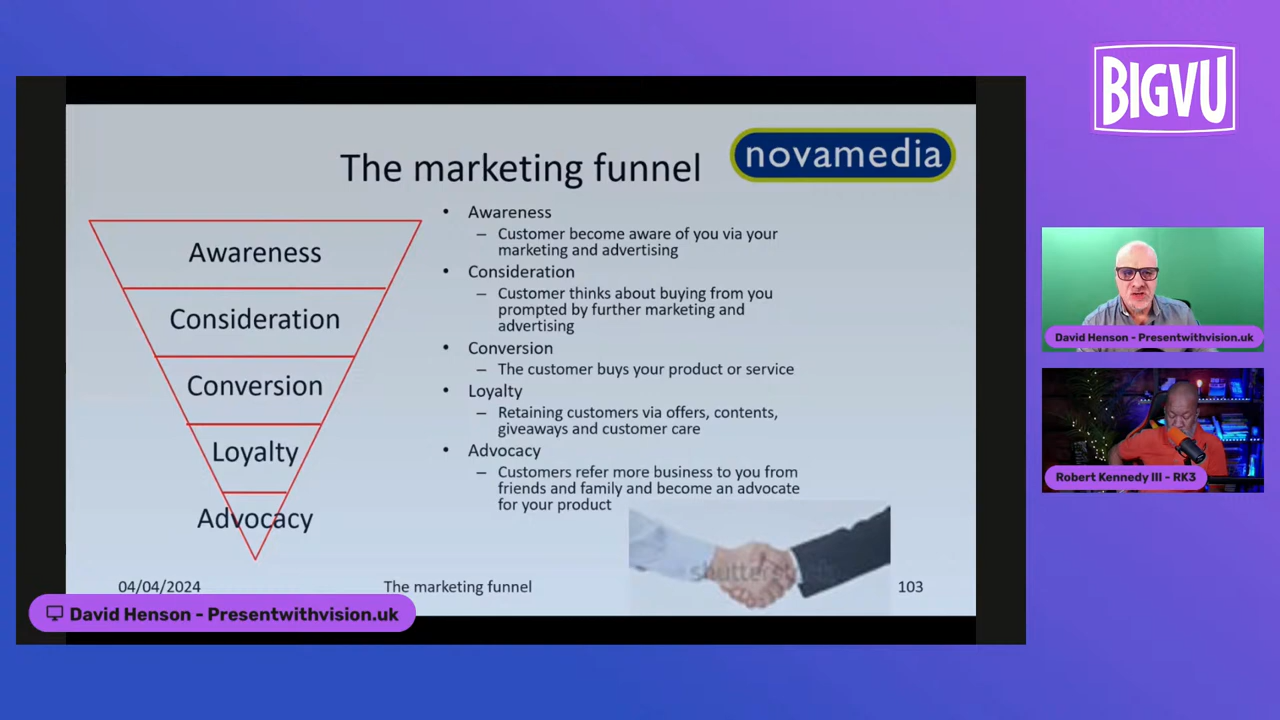 BIGVU
The marketing funnel
novamedia
Awareness
Consideration
Conversion
Loyalty
Advocacy
• Awareness
– Customer become aware of you via your
marketing and advertising
• Consideration
– Customer thinks about buying from you
prompted by further marketing and
advertising
• Conversion
– The customer buys your product or service
• Loyalty
– Retaining customers via offers, contents,
giveaways and customer care
• Advocacy
– Customers refer more business to you from
friends and family and become an advocate
for your product
shutterstock
04/04/2024
The marketing funnel
103
David Henson - Presentwithvision.uk
David Henson - Presentwithvision.uk
Robert Kennedy III - RK3